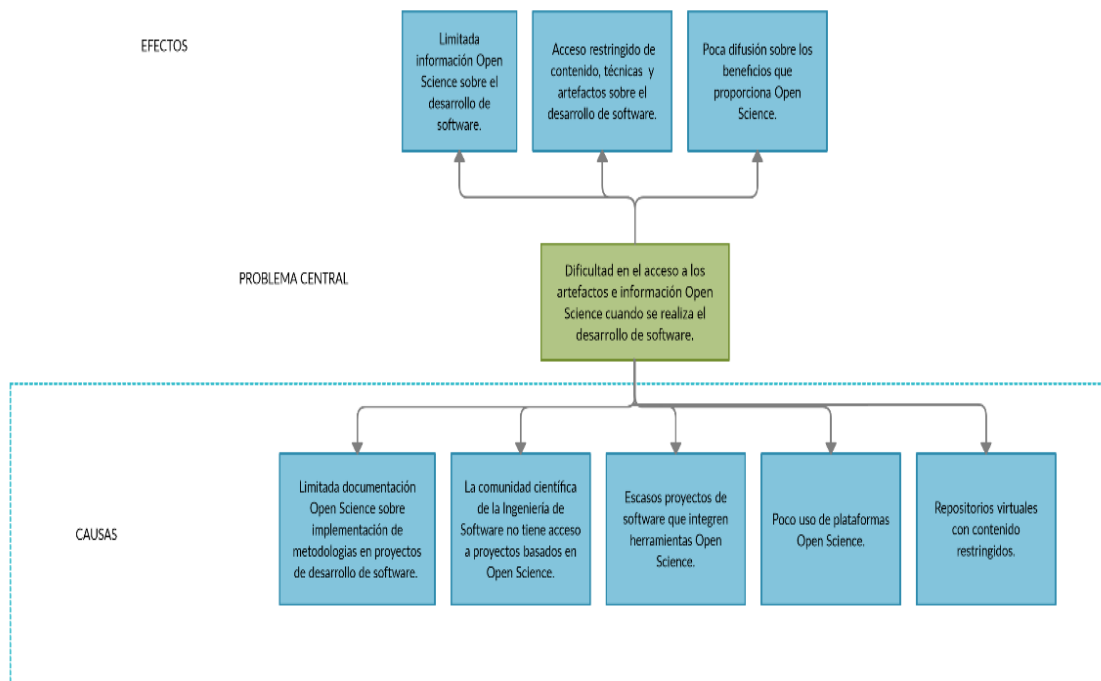 EFECTOS
Limitada
información Open
Science sobre el
desarrollo de
software.
Acceso restringido de
contenido, técnicas y
artefactos sobre el
desarrollo de software.
Poca difusión sobre los
beneficios que
proporciona Open
Science.
PROBLEMA CENTRAL
Dificultad en el acceso a los
artefactos e información Open
Science cuando se realiza el
desarrollo de software.
CAUSAS
Limitada documentación
Open Science sobre
implementación de
metodologías en proyectos
de desarrollo de software.
La comunidad científica
de la Ingeniería de
Software no tiene acceso
a proyectos basados en
Open Science.
Escasos proyectos de
software que integren
herramientas Open
Science.
Poco uso de plataformas
Open Science.
Repositorios virtuales
con contenido
restringidos.